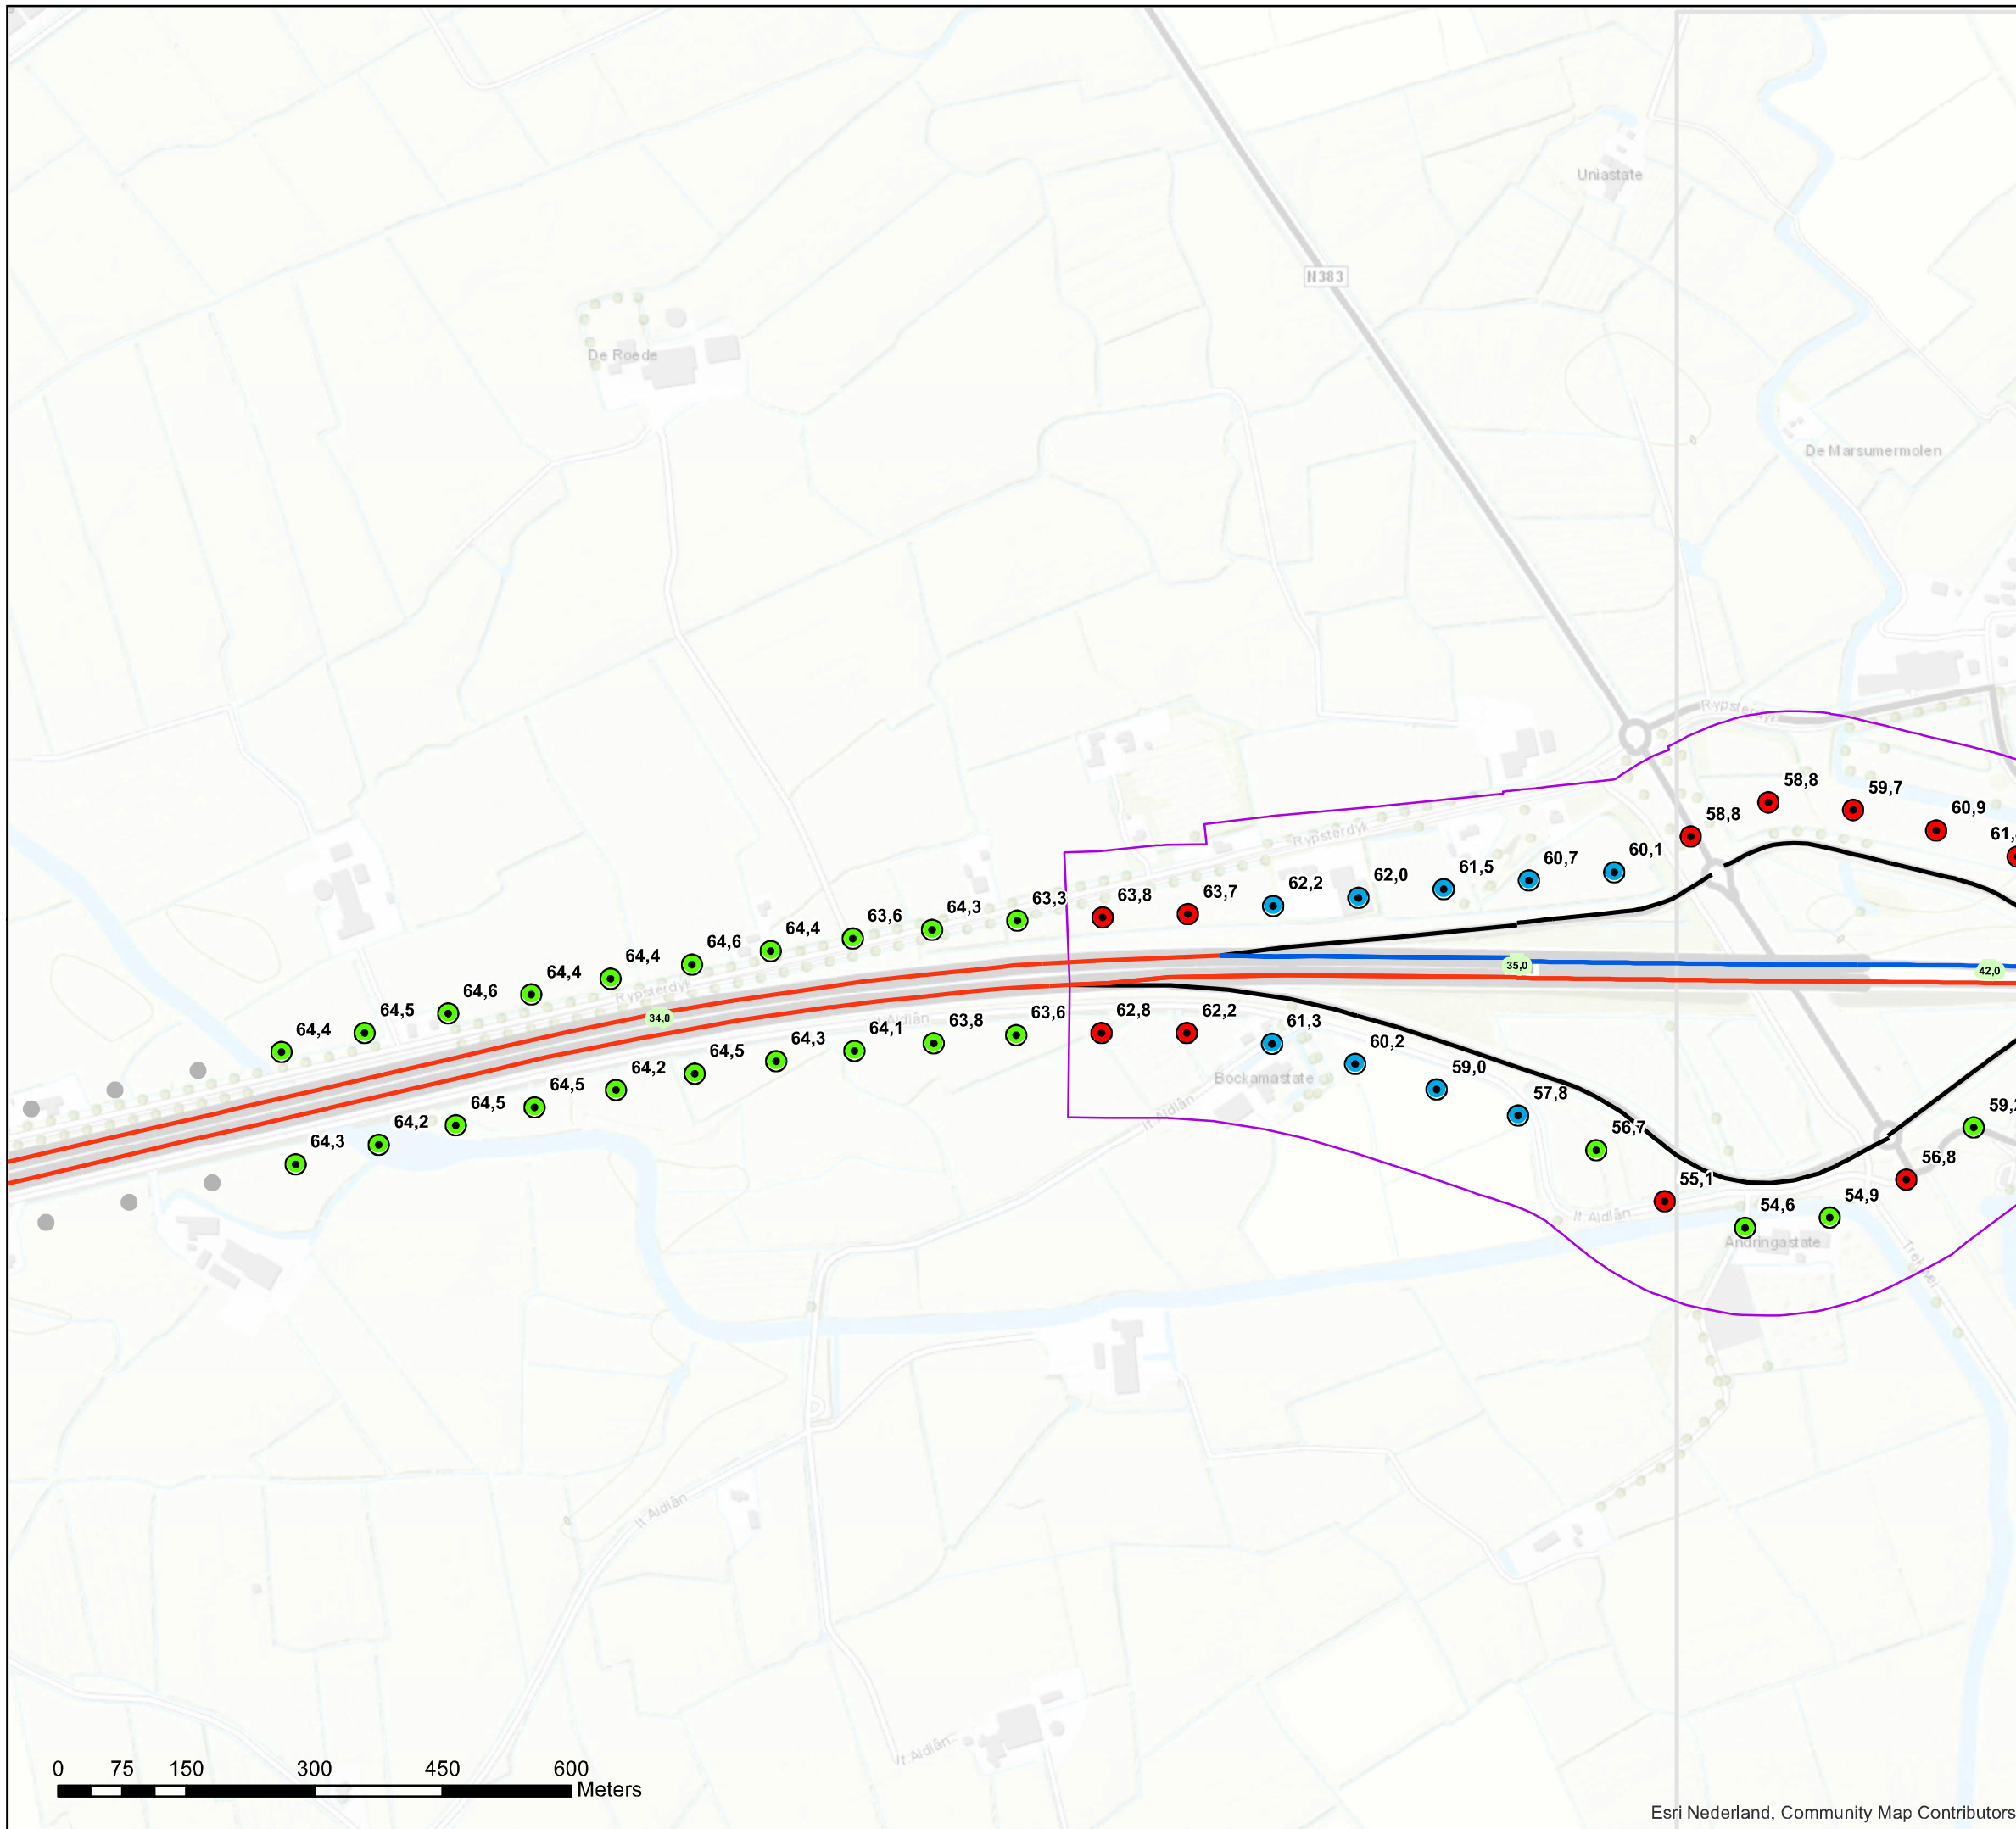 Uniastate
N383
De Roede
De Marsumermolen
Rypsterdyk
58,8
59,7
58,8
60,9
61,
Rypsterdyk
60,1
60,7
61,5
62,0
62,2
63,7
63,8
63,3
64,3
63,6
64,4
64,6
64,4
64,4
64,6
64,5
64,4
Rypsterdyk
34,0
35,0
42,0
It Aldlân
62,8
62,2
61,3
60,2
59,0
57,8
56,7
55,1
54,6
54,9
56,8
59,
63,6
63,8
64,1
64,3
64,5
64,2
64,5
64,5
64,2
64,3
Bockamastate
It Aldlân
It Aldlân
Andringastate
It Aldlân
It Aldlân
0 75 150 300 450 600
Meters
Esri Nederland, Community Map Contributors